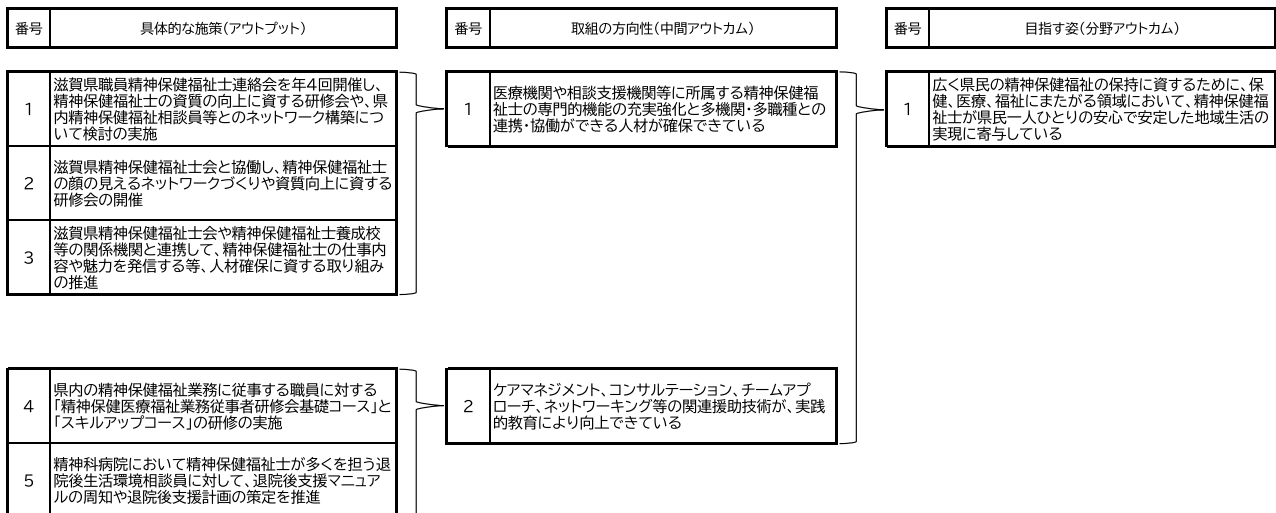 番号 具体的な施策(アウトプット) 番号 取組の方向性(中間アウトカム) 番号 目指す姿(分野アウトカム)
1
滋賀県職員精神保健福祉士連絡会を年4回開催し、
精神保健福祉士の資質の向上に資する研修会や、県
内精神保健福祉相談員等とのネットワーク構築につ
いて検討の実施
1
医療機関や相談支援機関等に所属する精神保健福
祉士の専門的機能の充実強化と多機関・多職種との
連携・協働ができる人材が確保できている
1
広く県民の精神保健福祉の保持に資するために、保
健、医療、福祉にまたがる領域において、精神保健福
祉士が県民一人ひとりの安心で安定した地域生活の
実現に寄与している
2
滋賀県精神保健福祉士会と協働し、精神保健福祉士
の顔の見えるネットワークづくりや資質向上に資する
研修会の開催
3
滋賀県精神保健福祉士会や精神保健福祉士養成校
等の関係機関と連携して、精神保健福祉士の仕事内
容や魅力を発信する等、人材確保に資する取り組み
の推進
4
県内の精神保健福祉業務に従事する職員に対する
「精神保健医療福祉業務従事者研修会基礎コース」と
「スキルアップコース」の研修の実施
2
ケアマネジメント、コンサルテーション、チームアプ
ローチ、ネットワーキング等の関連援助技術が、実践
的教育により向上できている
5
精神科病院において精神保健福祉士が多くを担う退
院後生活環境相談員に対して、退院後支援マニュア
ルの周知や退院後支援計画の策定を推進